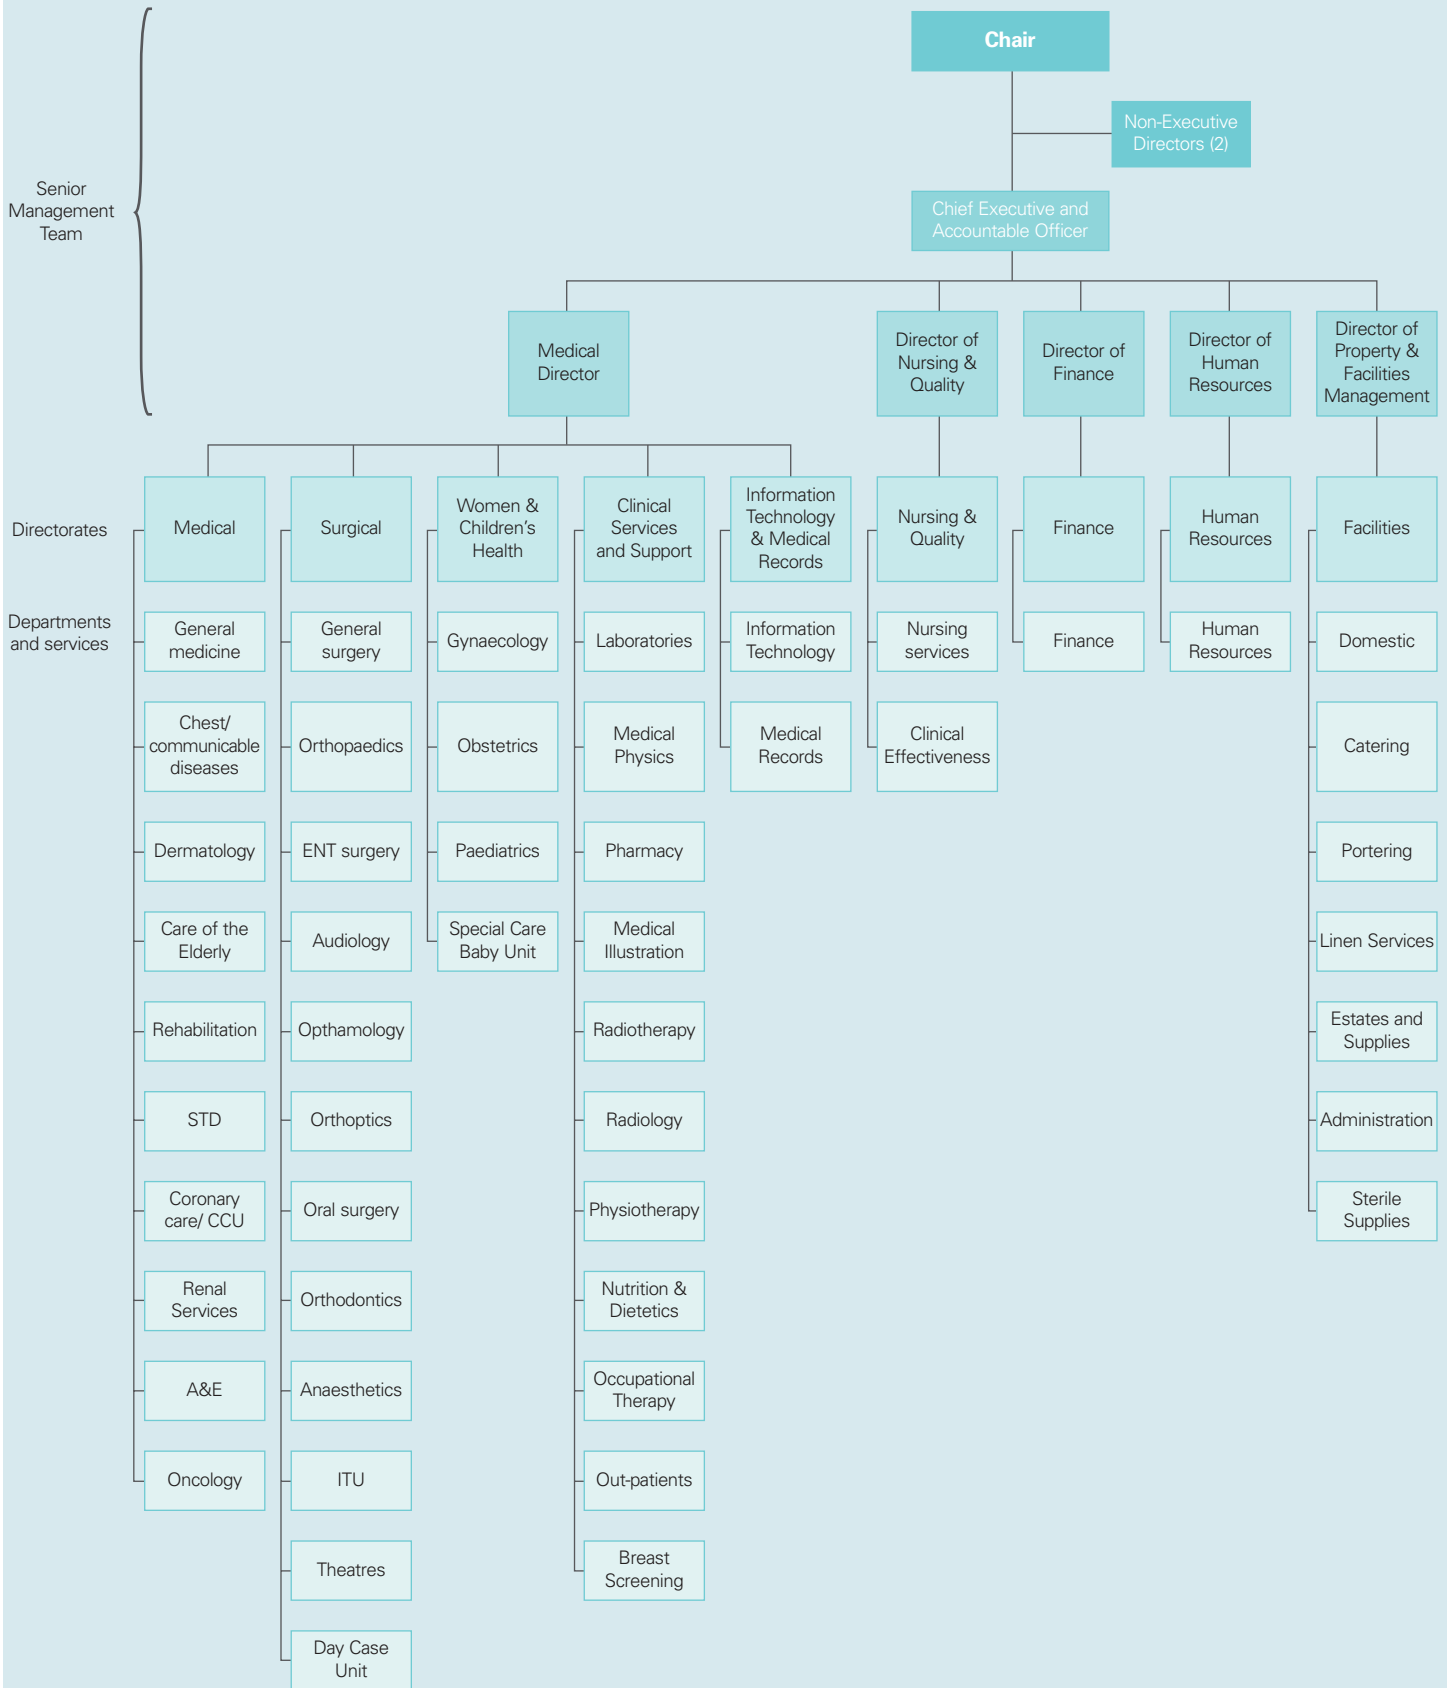 Chair
Non-Executive
Directors (2)
Senior
Management
Team
Chief Executive and
Accountable Officer
Medical
Director
Director of
Nursing &
Quality
Director of
Finance
Director of
Human
Resources
Director of
Property &
Facilities
Management
Directorates
Medical
Surgical
Women &
Children's
Health
Clinical
Services
and Support
Information
Technology
& Medical
Records
Nursing &
Quality
Finance
Human
Resources
Facilities
Departments
and services
General
medicine
General
surgery
Gynaecology
Laboratories
Information
Technology
Nursing
services
Finance
Human
Resources
Domestic
Chest/
communicable
diseases
Orthopaedics
Obstetrics
Medical
Physics
Medical
Records
Clinical
Effectiveness
Catering
Dermatology
ENT surgery
Paediatrics
Pharmacy
Portering
Care of the
Elderly
Audiology
Special Care
Baby Unit
Medical
Illustration
Linen Services
Rehabilitation
Opthamology
Radiotherapy
Estates and
Supplies
STD
Orthoptics
Radiology
Administration
Coronary
care/ CCU
Oral surgery
Physiotherapy
Sterile
Supplies
Renal
Services
Orthodontics
Nutrition &
Dietetics
A&E
Anaesthetics
Occupational
Therapy
Oncology
ITU
Out-patients
Theatres
Breast
Screening
Day Case
Unit